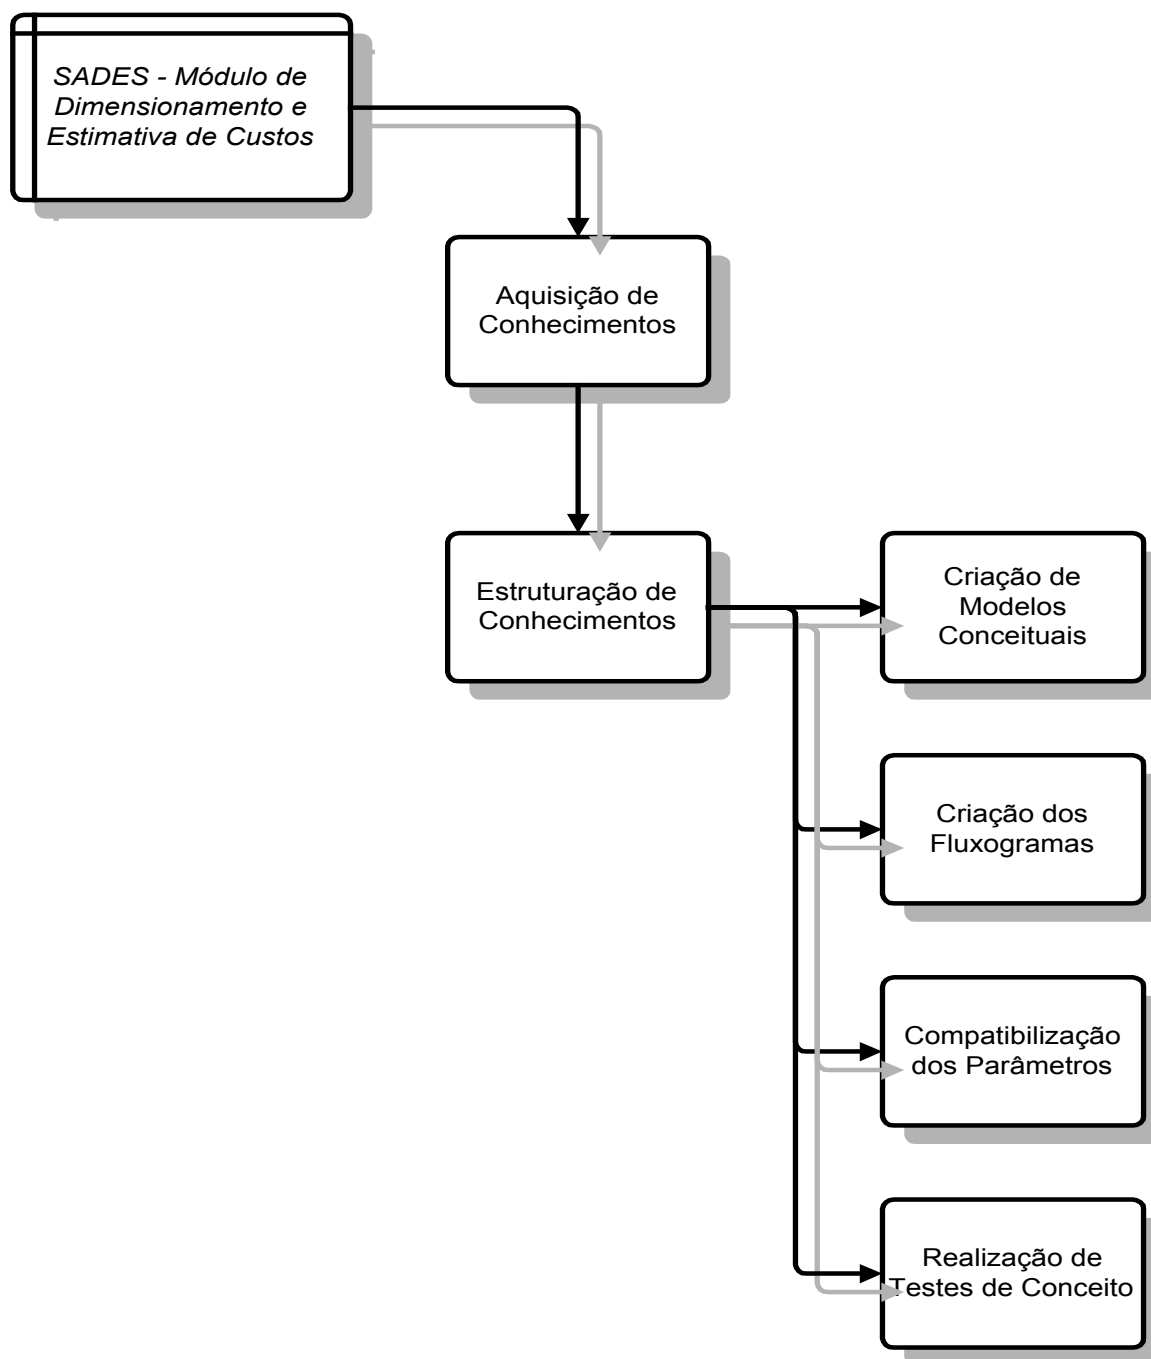 SADES - Módulo de
Dimensionamento e
Estimativa de Custos
Aquisição de
Conhecimentos
Estruturação de
Conhecimentos
Criação de
Modelos
Conceituais
Criação dos
Fluxogramas
Compatibilização
dos Parâmetros
Realização de
Testes de Conceito